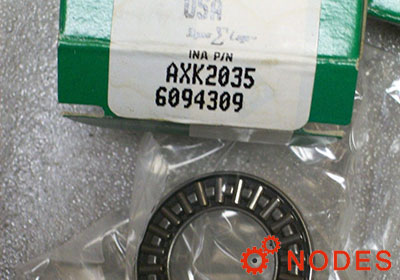 USA
INA P/N
AXK2035
6094309
NODES